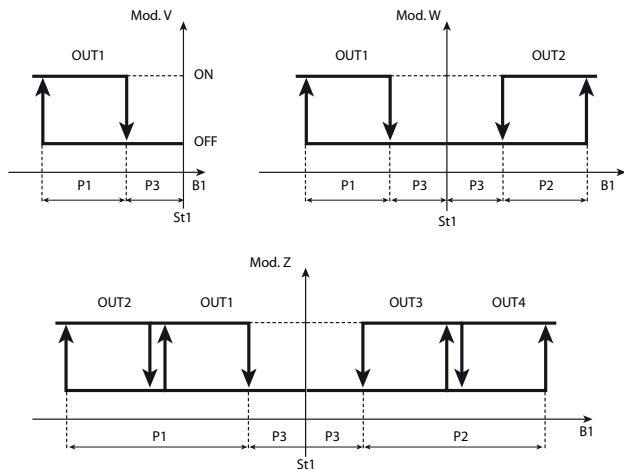 Mod. V
OUT1
ON
OFF
P1 P3 B1
St1
Mod. W
OUT1 OUT2
P1 P3 P3 P2 B1
St1
Mod. Z
OUT2 OUT1 OUT3 OUT4
P1 P3 P3 P2 B1
St1